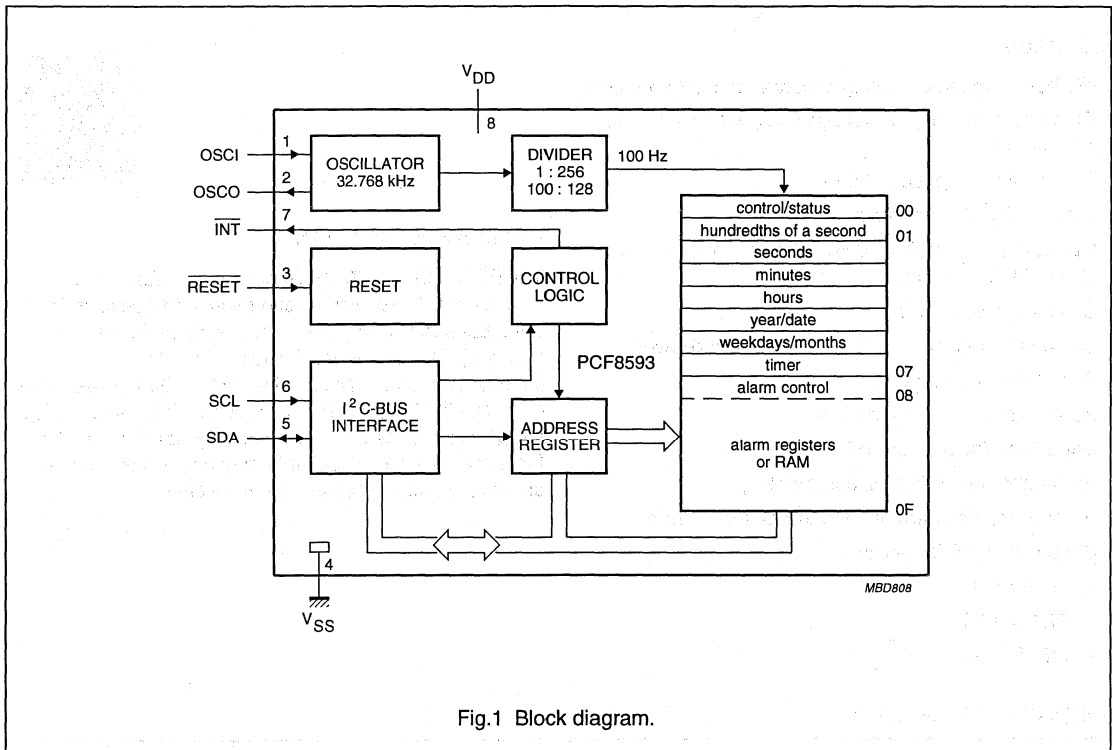 V_DD
8
OSCI 1
OSCO 2
OSCILLATOR
32.768 kHz
DIVIDER
1 : 256
100 : 128
100 Hz
INT 7
RESET 3
RESET
CONTROL
LOGIC
PCF8593
SCL 6
SDA 5
I²C-BUS
INTERFACE
ADDRESS
REGISTER
control/status 00
hundredths of a second 01
seconds
minutes
hours
year/date
weekdays/months
timer 07
alarm control 08
alarm registers
or RAM
0F
4
V_SS
MBD808
Fig.1 Block diagram.